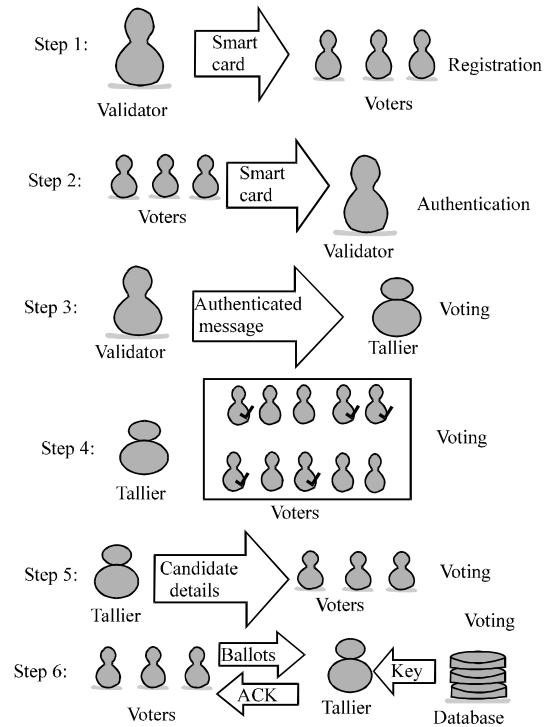 Step 1:
Smart
card
Registration
Validator
Voters
Step 2:
Smart
card
Authentication
Voters
Validator
Step 3:
Authenticated
message
Voting
Validator
Tallier
Step 4:
Voting
Tallier
Voters
Step 5:
Candidate
details
Voting
Tallier
Voters
Voting
Step 6:
Ballots
Key
ACK
Voters
Tallier
Database